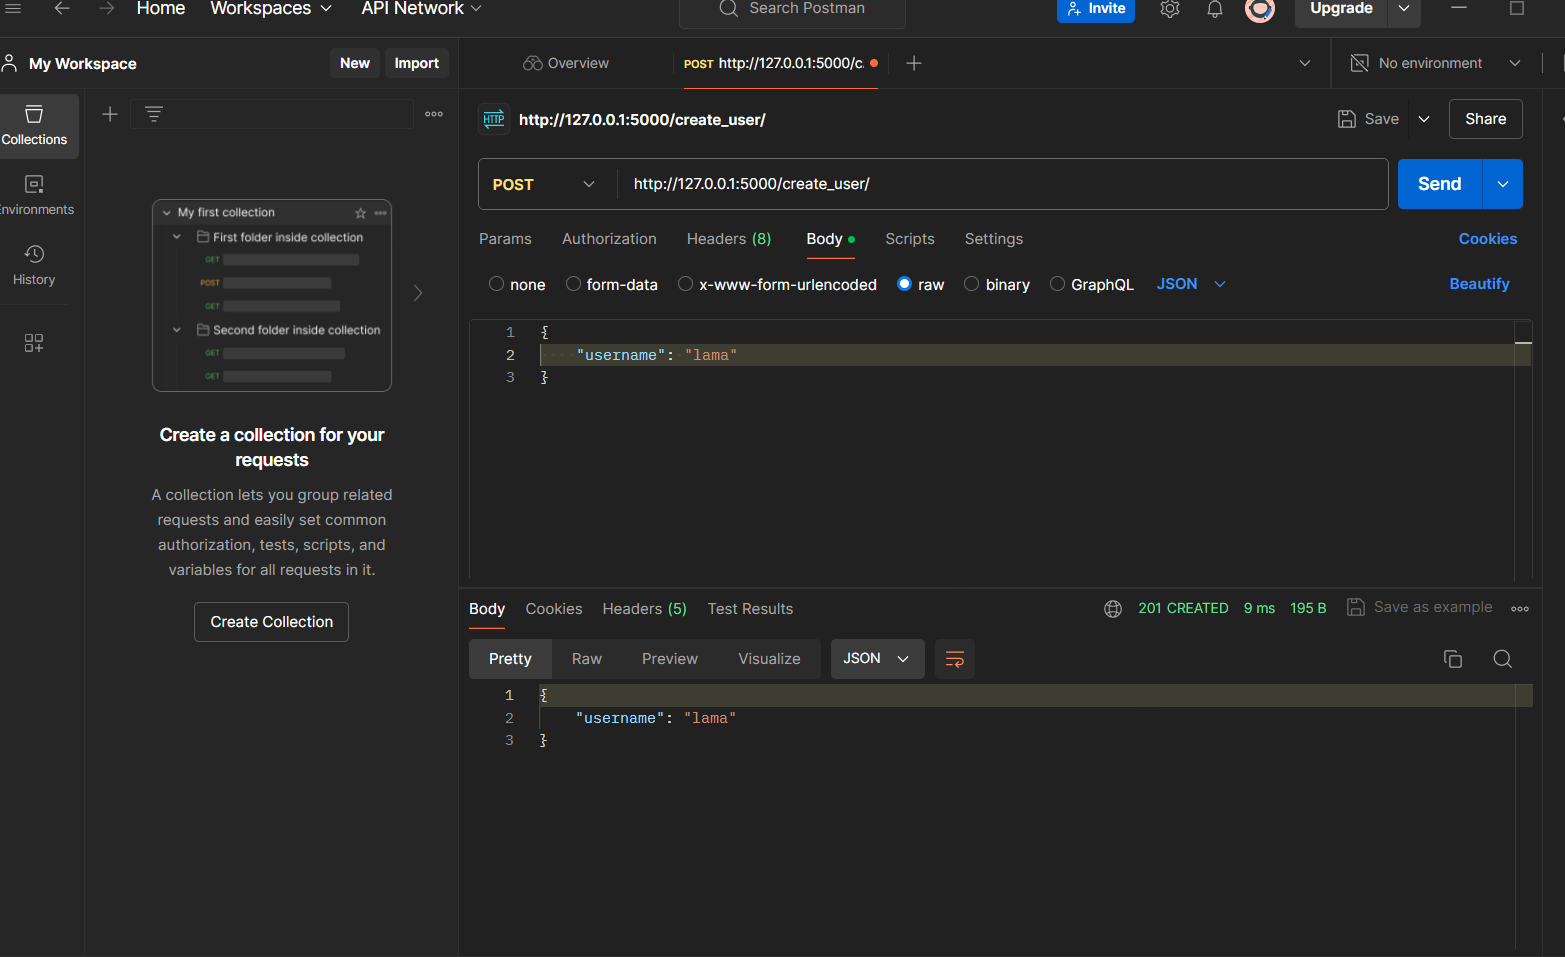 Home Workspaces API Network Search Postman Invite Upgrade
My Workspace New Import Overview POST http://127.0.0.1:5000/c No environment
Collections
HTTP http://127.0.0.1:5000/create_user/ Save Share
POST http://127.0.0.1:5000/create_user/ Send
nvironments
History
Params Authorization Headers (8) Body Scripts Settings Cookies
none form-data x-www-form-urlencoded raw binary GraphQL JSON Beautify
1 {
2 "username": "lama"
3 }
My first collection
First folder inside collection
GET
POST
GET
Second folder inside collection
GET
GET
Create a collection for your
requests
A collection lets you group related
requests and easily set common
authorization, tests, scripts, and
variables for all requests in it.
Create Collection
Body Cookies Headers (5) Test Results 201 CREATED 9 ms 195 B Save as example
Pretty Raw Preview Visualize JSON
1 {
2 "username": "lama"
3 }